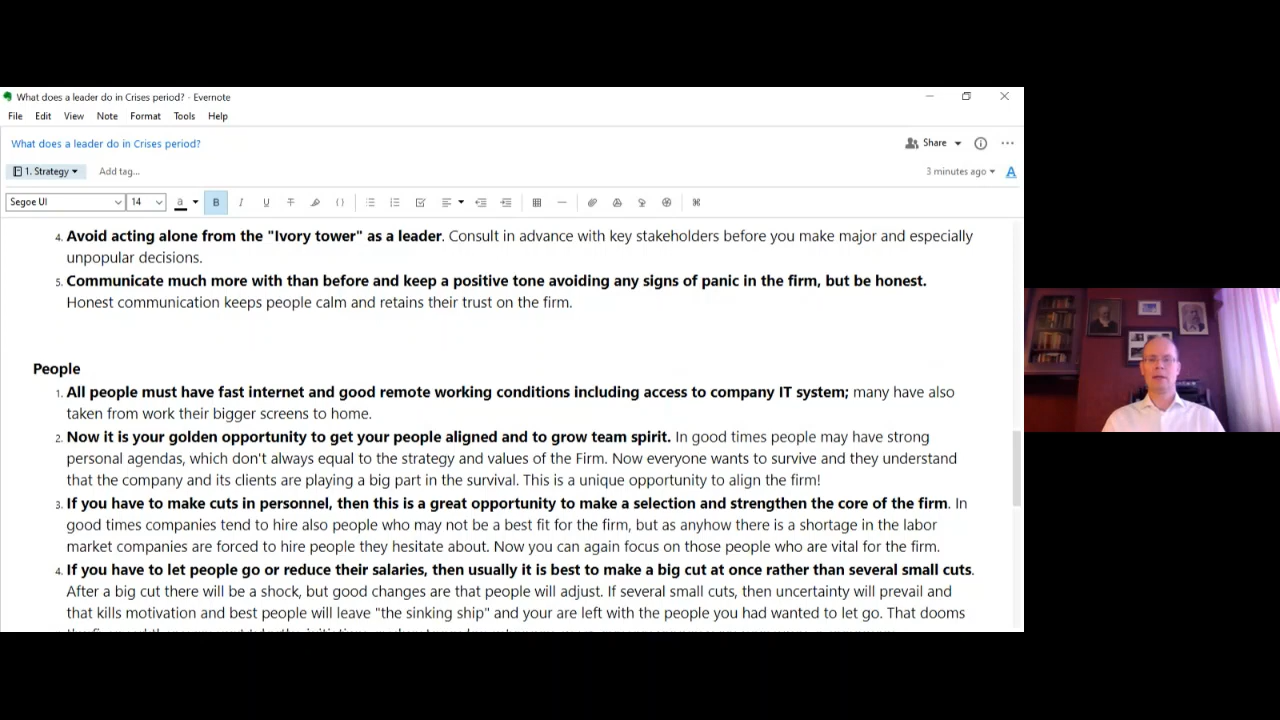 What does a leader do in Crises period? - Evernote
File Edit View Note Format Tools Help
What does a leader do in Crises period?
Share
1. Strategy
Add tag...
3 minutes ago
A
Segoe UI
14
a
B I U T
4. Avoid acting alone from the "Ivory tower" as a leader. Consult in advance with key stakeholders before you make major and especially
unpopular decisions.
5. Communicate much more with than before and keep a positive tone avoiding any signs of panic in the firm, but be honest.
Honest communication keeps people calm and retains their trust on the firm.
People
1. All people must have fast internet and good remote working conditions including access to company IT system; many have also
taken from work their bigger screens to home.
2. Now it is your golden opportunity to get your people aligned and to grow team spirit. In good times people may have strong
personal agendas, which don't always equal to the strategy and values of the Firm. Now everyone wants to survive and they understand
that the company and its clients are playing a big part in the survival. This is a unique opportunity to align the firm!
3. If you have to make cuts in personnel, then this is a great opportunity to make a selection and strengthen the core of the firm. In
good times companies tend to hire also people who may not be a best fit for the firm, but as anyhow there is a shortage in the labor
market companies are forced to hire people they hesitate about. Now you can again focus on those people who are vital for the firm.
4. If you have to let people go or reduce their salaries, then usually it is best to make a big cut at once rather than several small cuts.
After a big cut there will be a shock, but good changes are that people will adjust. If several small cuts, then uncertainty will prevail and
that kills motivation and best people will leave "the sinking ship" and your are left with the people you had wanted to let go. That dooms